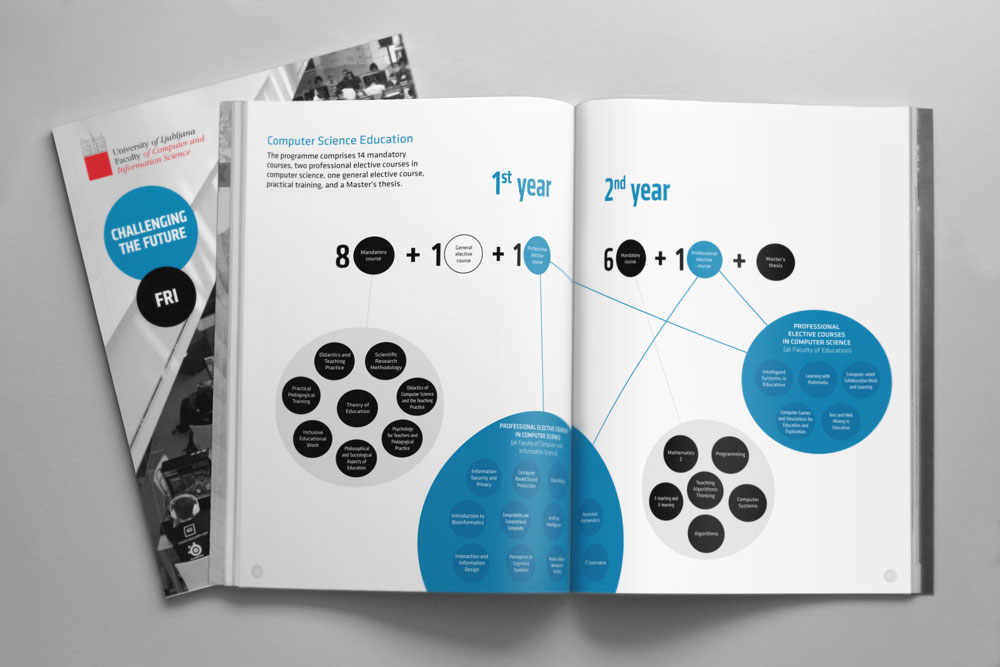 University of Ljubljana
Faculty of Computer and
Information Science
CHALLENGING
THE FUTURE
FRI
Computer Science Education
The programme comprises 14 mandatory
courses, two professional elective courses in
computer science, one general elective course,
practical training, and a Master's thesis.
1st year
8
Mandatory
course
+ 1
General
elective
course
+ 1
Professional
elective
course
Didactics and
Teaching
Practice
Scientific
Research
Methodology
Practical
Pedagogical
Training
Theory of
Education
Didactics of
Computer Science
and the Teaching
Practice
Inclusive
Educational
Work
Philosophical
and Sociological
Aspects of
Education
Psychology
for Teachers and
Pedagogical
Practice
PROFESSIONAL ELECTIVE COURSES
IN COMPUTER SCIENCE
(at Faculty of Computer and
Information Science)
Information
Security and
Privacy
Computer
Based Sound
Production
Introduction to
Bioinformatics
Computability and
Computational
Complexity
Artificial
Intelligence
Mathematics
Interaction and
Information
Design
Perception in
Cognitive
Systems
IT Governance
2nd year
6
Mandatory
course
+ 1
Professional
elective
course
+
Master's
thesis
PROFESSIONAL
ELECTIVE COURSES
IN COMPUTER SCIENCE
(at Faculty of Education)
Intelligent
Systems in
Education
Learning with
Multimedia
Computer-aided
Collaborative Work
and Learning
Computer Games
and Simulations for
Education and
Exploration
Text and Web
Mining in
Education
Mathematics
2
Programming
Teaching
Algorithmic
Thinking
E-teaching and
E-learning
Computer
Systems
Algorithms